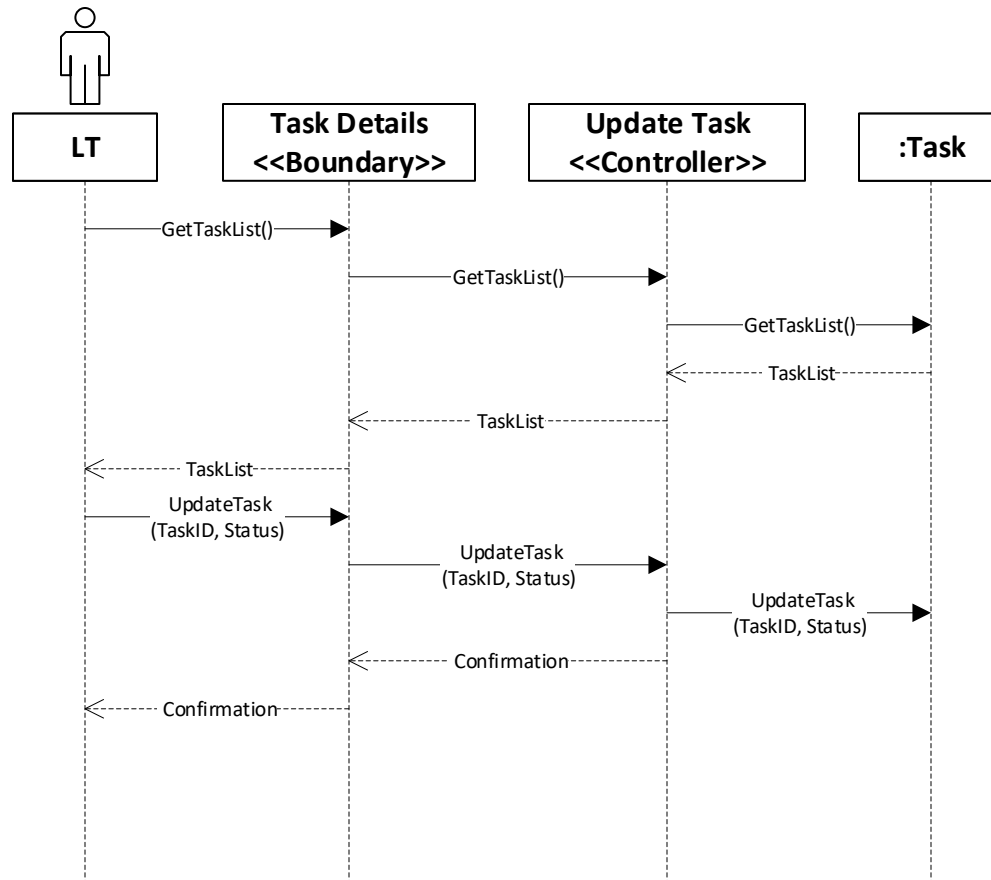 LT
Task Details
<<Boundary>>
Update Task
<<Controller>>
:Task
GetTaskList()
GetTaskList()
GetTaskList()
TaskList
TaskList
TaskList
UpdateTask
(TaskID, Status)
UpdateTask
(TaskID, Status)
UpdateTask
(TaskID, Status)
Confirmation
Confirmation